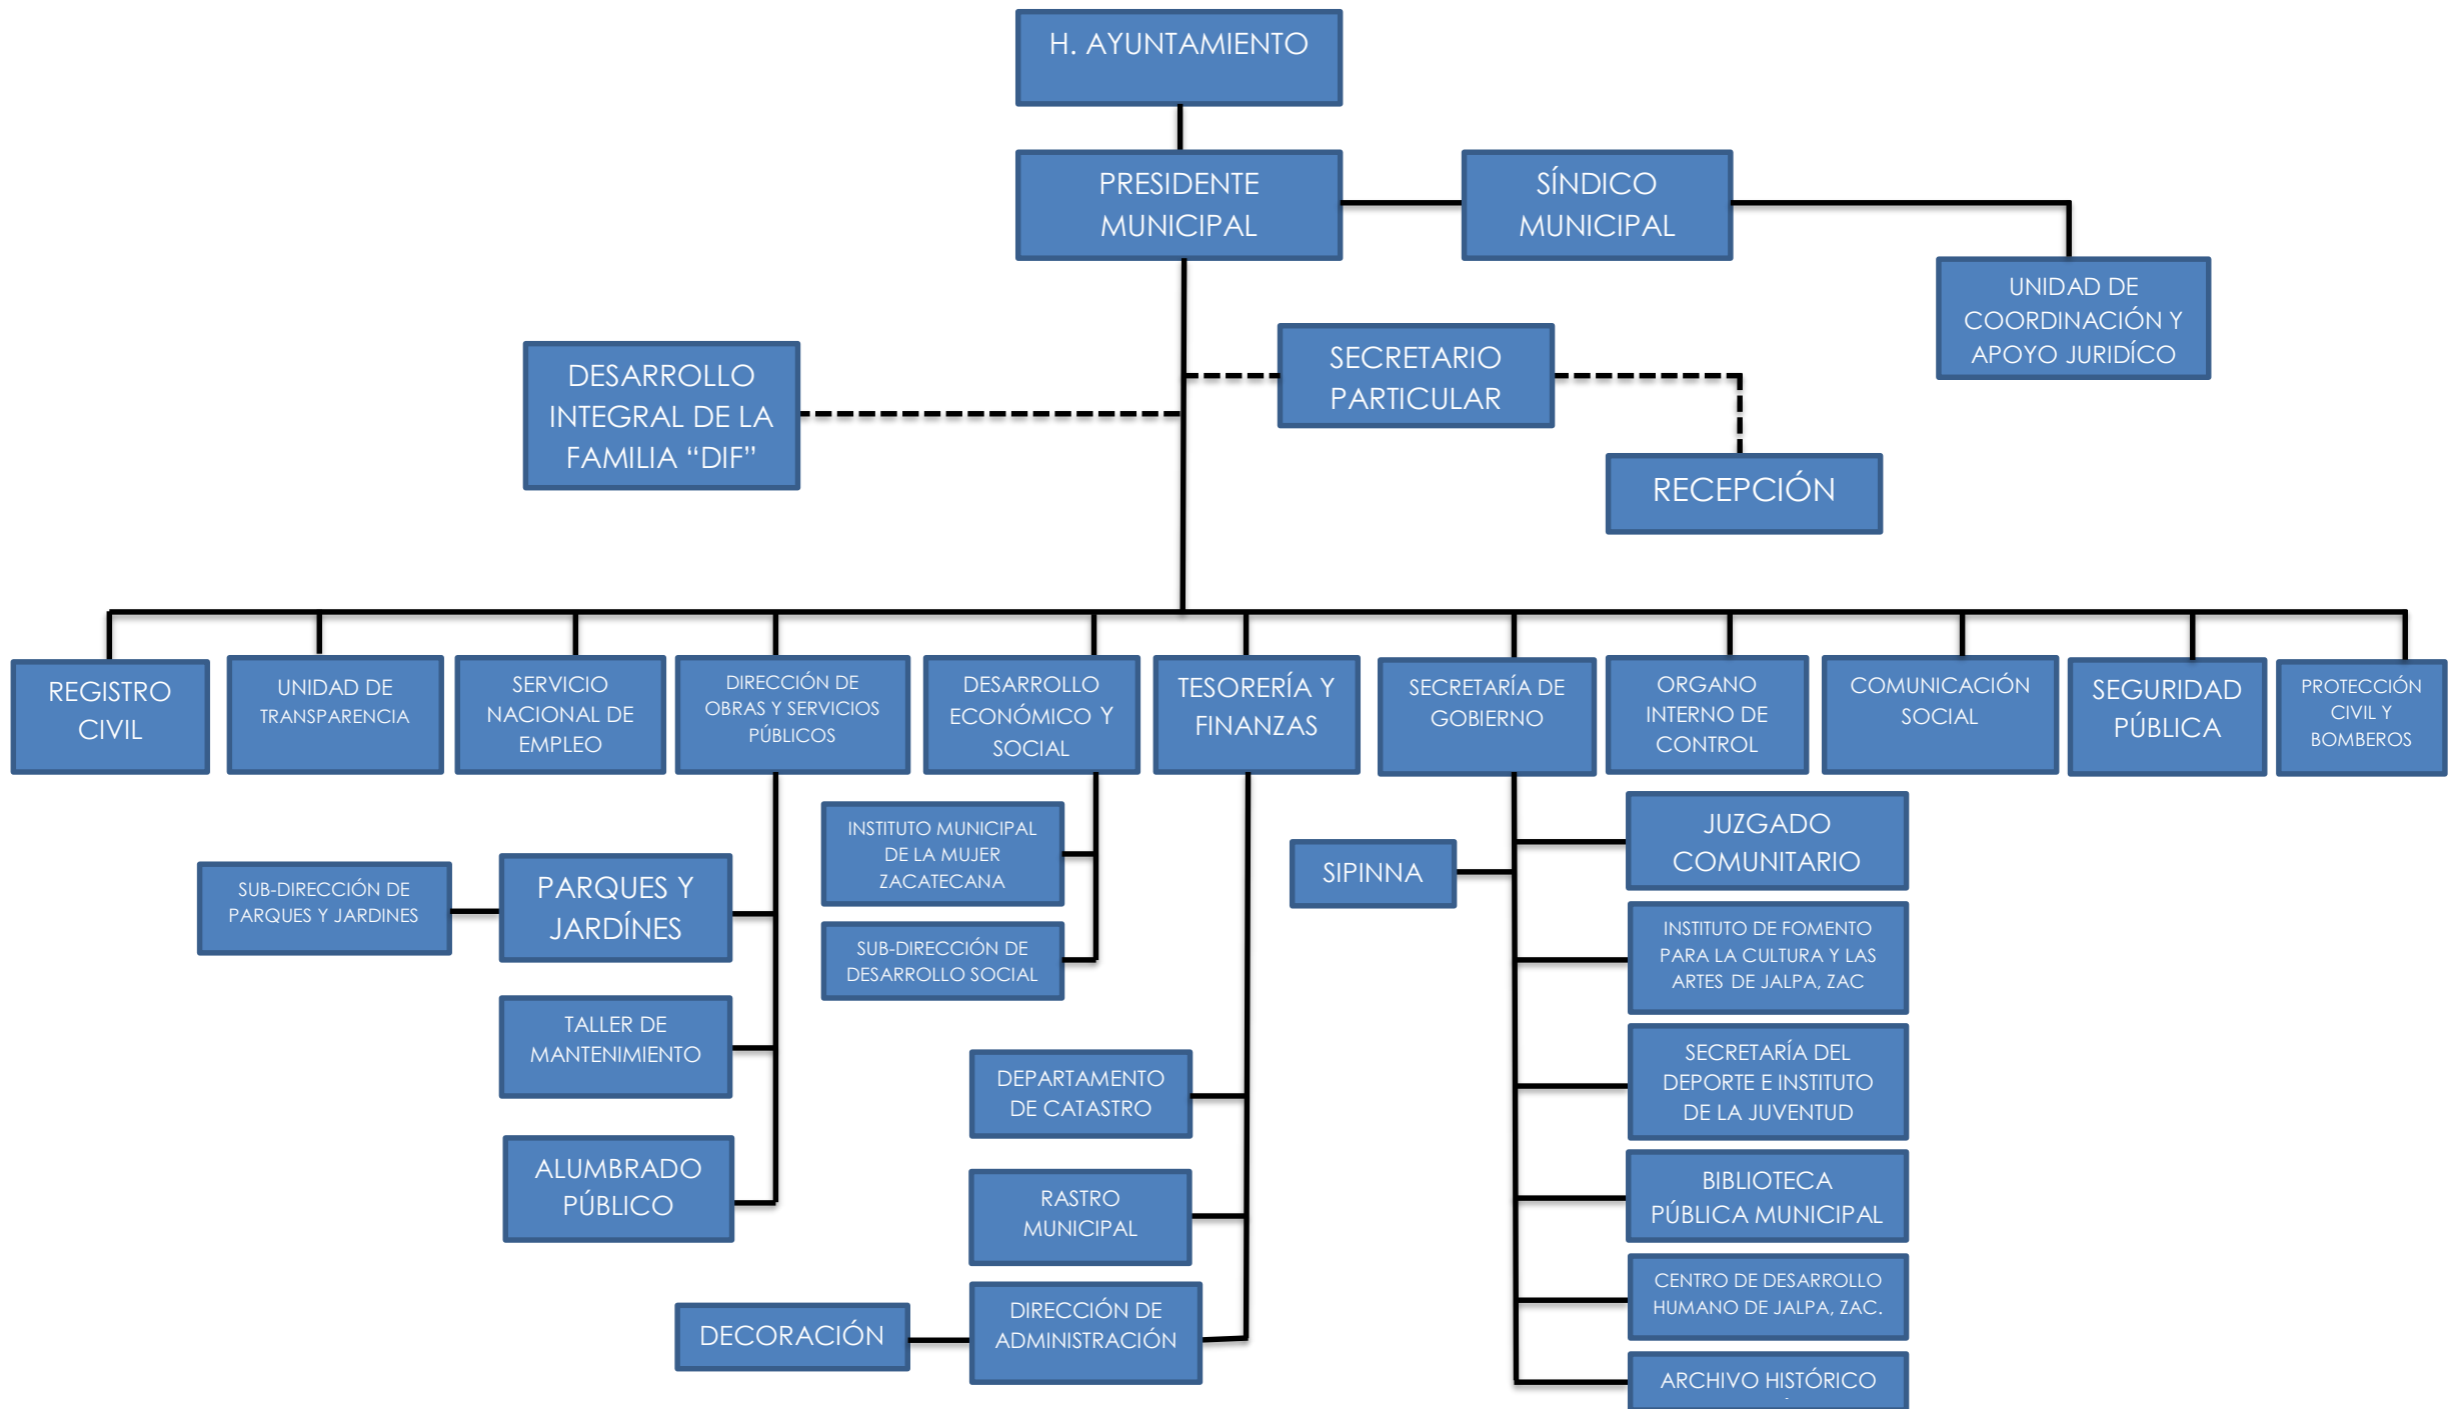 H. AYUNTAMIENTO
PRESIDENTE
MUNICIPAL
SÍNDICO
MUNICIPAL
UNIDAD DE
COORDINACIÓN Y
APOYO JURIDÍCO
SECRETARIO
PARTICULAR
DESARROLLO
INTEGRAL DE LA
FAMILIA “DIF”
RECEPCIÓN
REGISTRO
CIVIL
UNIDAD DE
TRANSPARENCIA
SERVICIO
NACIONAL DE
EMPLEO
DIRECCIÓN DE
OBRAS Y SERVICIOS
PÚBLICOS
DESARROLLO
ECONÓMICO Y
SOCIAL
TESORERÍA Y
FINANZAS
SECRETARÍA DE
GOBIERNO
ORGANO
INTERNO DE
CONTROL
COMUNICACIÓN
SOCIAL
SEGURIDAD
PÚBLICA
PROTECCIÓN
CIVIL Y
BOMBEROS
SUB-DIRECCIÓN DE
PARQUES Y JARDINES
PARQUES Y
JARDÍNES
TALLER DE
MANTENIMIENTO
ALUMBRADO
PÚBLICO
INSTITUTO MUNICIPAL
DE LA MUJER
ZACATECANA
SUB-DIRECCIÓN DE
DESARROLLO SOCIAL
DEPARTAMENTO
DE CATASTRO
RASTRO
MUNICIPAL
DECORACIÓN
DIRECCIÓN DE
ADMINISTRACIÓN
SIPINNA
JUZGADO
COMUNITARIO
INSTITUTO DE FOMENTO
PARA LA CULTURA Y LAS
ARTES DE JALPA, ZAC
SECRETARÍA DEL
DEPORTE E INSTITUTO
DE LA JUVENTUD
BIBLIOTECA
PÚBLICA MUNICIPAL
CENTRO DE DESARROLLO
HUMANO DE JALPA, ZAC.
ARCHIVO HISTÓRICO